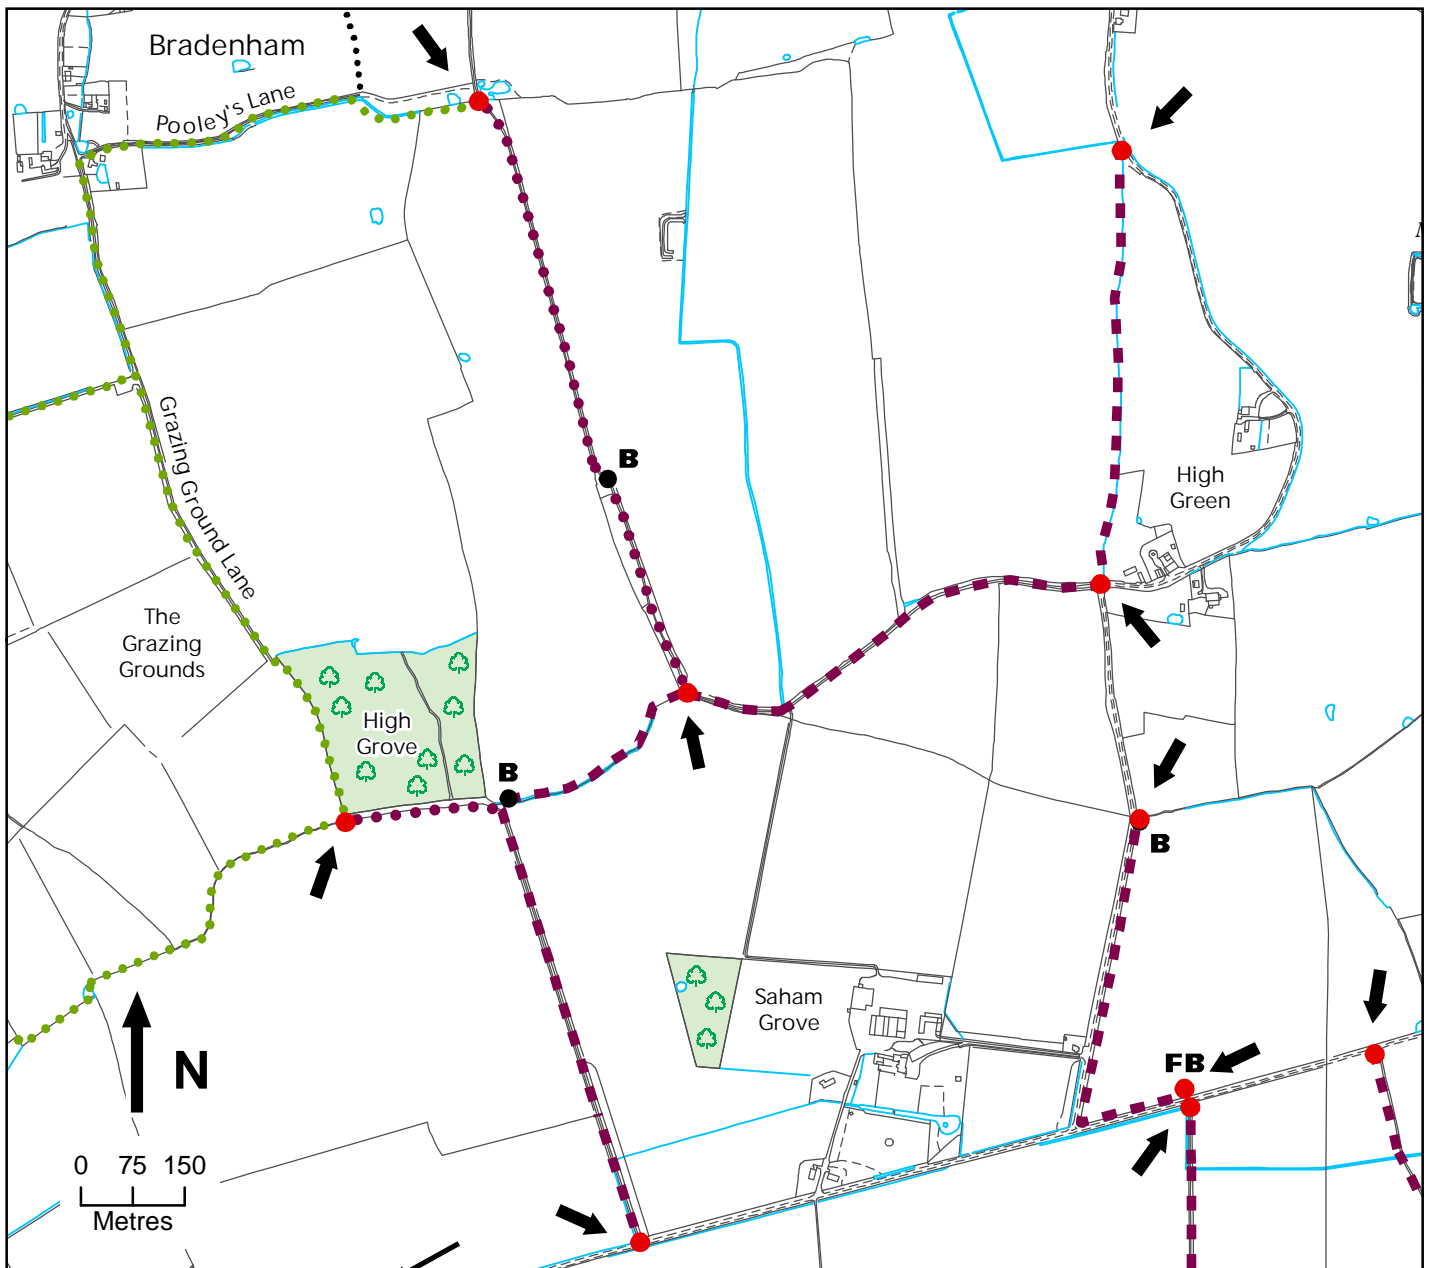 Bradenham
Pooley's Lane
B
Grazing Ground Lane
High
Green
The
Grazing
Grounds
High
Grove
B
B
Saham
Grove
FB
N
0 75 150
Metres